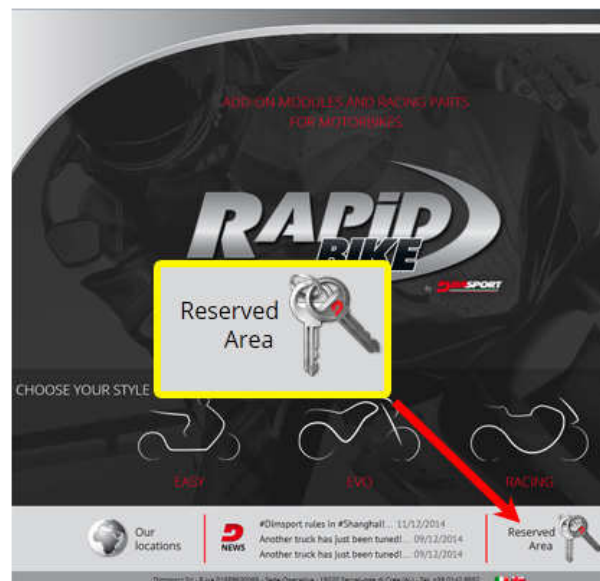 ADD-ON MODULES AND RACING PARTS
FOR MOTORBIKES
RAPiD
BIKE
DIMSPORT
Reserved
Area
CHOOSE YOUR STYLE
EASY
EVO
RACING
Our
locations
NEWS
#Dimsport rules in #Shanghai!... 11/12/2014
Another truck has just been tuned!... 09/12/2014
Another truck has just been tuned!... 09/12/2014
Reserved
Area